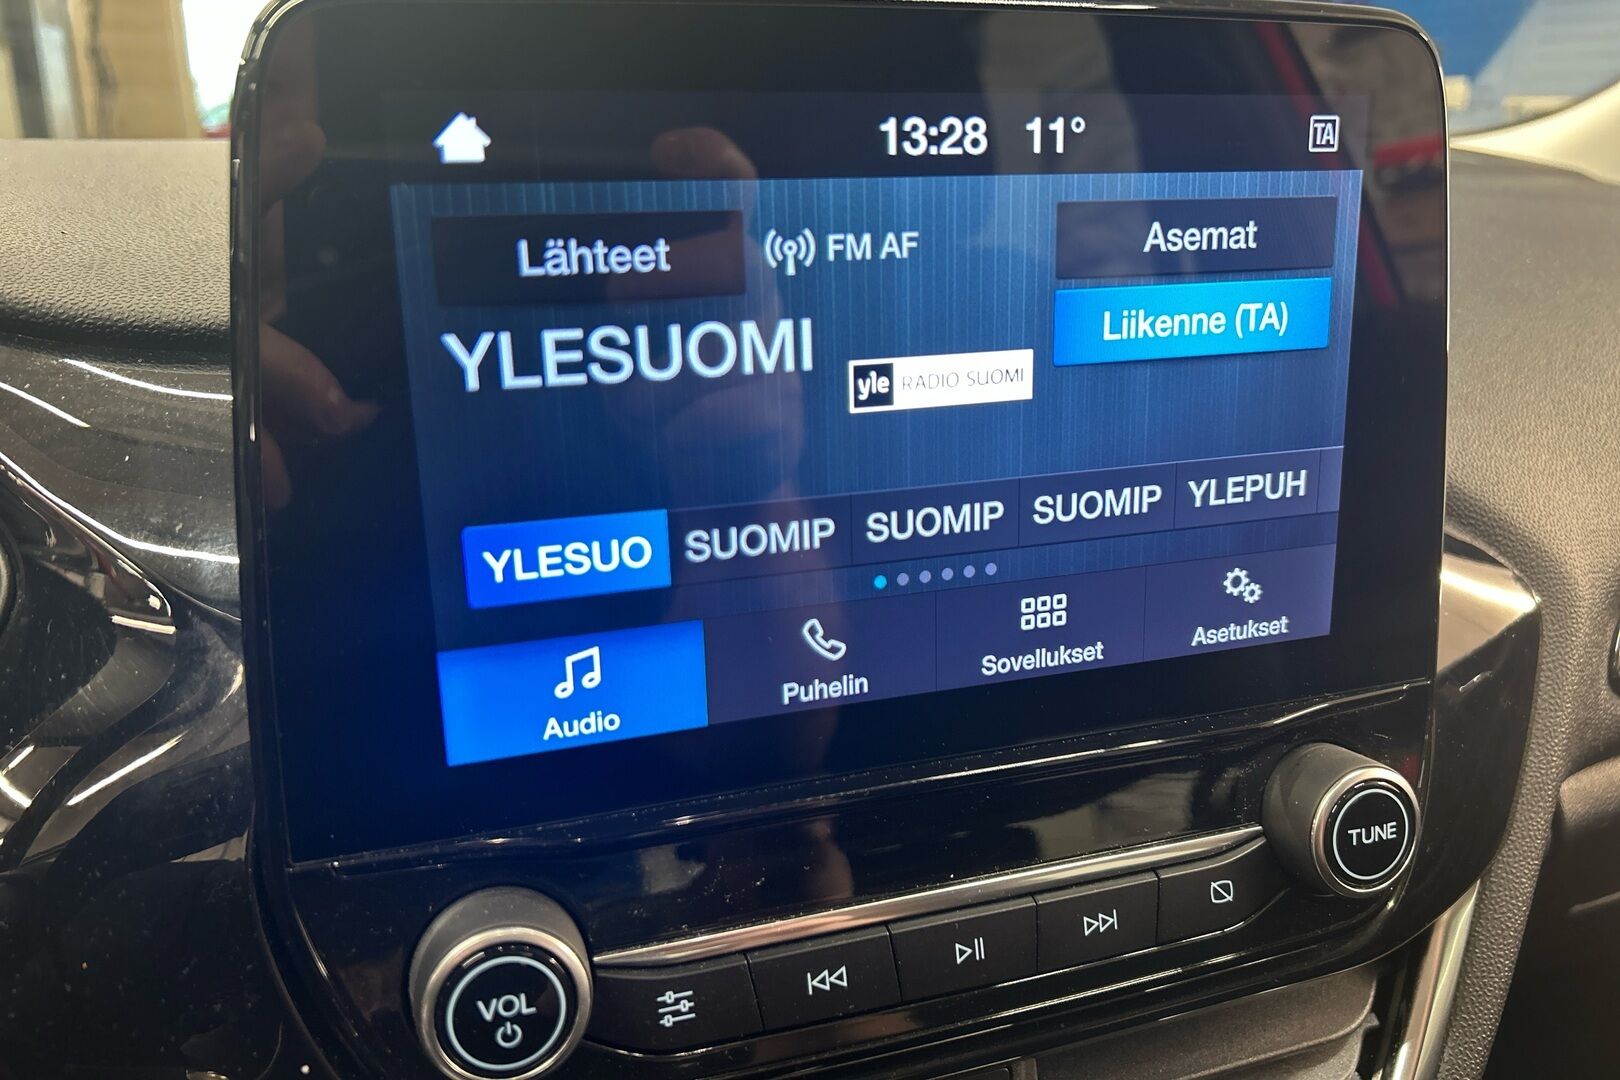 13:28 11° TA
Lähteet FM AF Asemat
Liikenne (TA)
YLESUOMI
yle RADIO SUOMI
YLESUO SUOMIP SUOMIP SUOMIP YLEPUH
Audio Puhelin Sovellukset Asetukset
TUNE
VOL